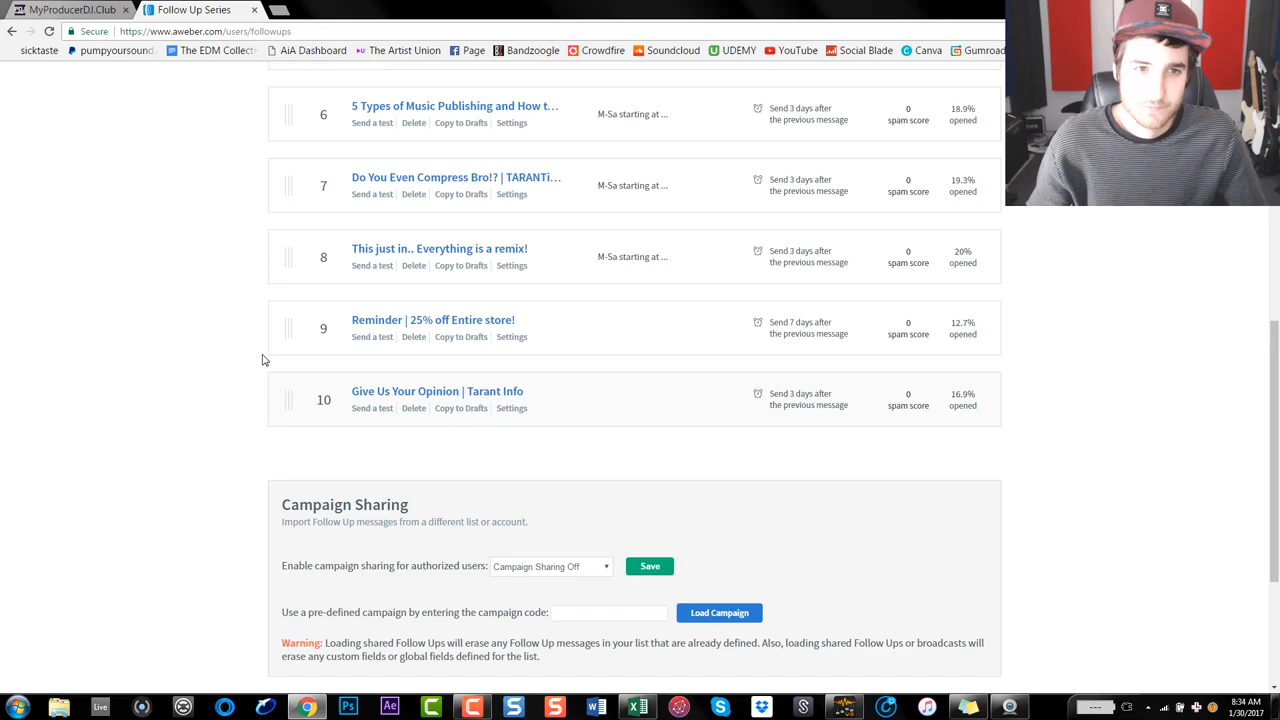 MyProducerDJ.Club × Follow Up Series ×
Secure https://www.aweber.com/users/followups
sicktaste pumpyoursound. The EDM Collect AiA Dashboard The Artist Union Page Bandzoogle Crowdfire Soundcloud UDEMY YouTube Social Blade Canva Gumroad
6 5 Types of Music Publishing and How t... M-Sa starting at ... Send 3 days after 0 18.9%
Send a test Delete Copy to Drafts Settings the previous message spam score opened
7 Do You Even Compress Bro!? | TARANTi... M-Sa starting at ... Send 3 days after 0 19.3%
Send a test Delete Copy to Drafts Settings the previous message spam score opened
8 This just in.. Everything is a remix! M-Sa starting at ... Send 3 days after 0 20%
Send a test Delete Copy to Drafts Settings the previous message spam score opened
9 Reminder | 25% off Entire store! Send 7 days after 0 12.7%
Send a test Delete Copy to Drafts Settings the previous message spam score opened
10 Give Us Your Opinion | Tarant Info Send 3 days after 0 16.9%
Send a test Delete Copy to Drafts Settings the previous message spam score opened
Campaign Sharing
Import Follow Up messages from a different list or account.
Enable campaign sharing for authorized users: Campaign Sharing Off Save
Use a pre-defined campaign by entering the campaign code: Load Campaign
Warning: Loading shared Follow Ups will erase any Follow Up messages in your list that are already defined. Also, loading shared Follow Ups or broadcasts will
erase any custom fields or global fields defined for the list.
Live Ps Ae
8:34 AM
1/30/2017